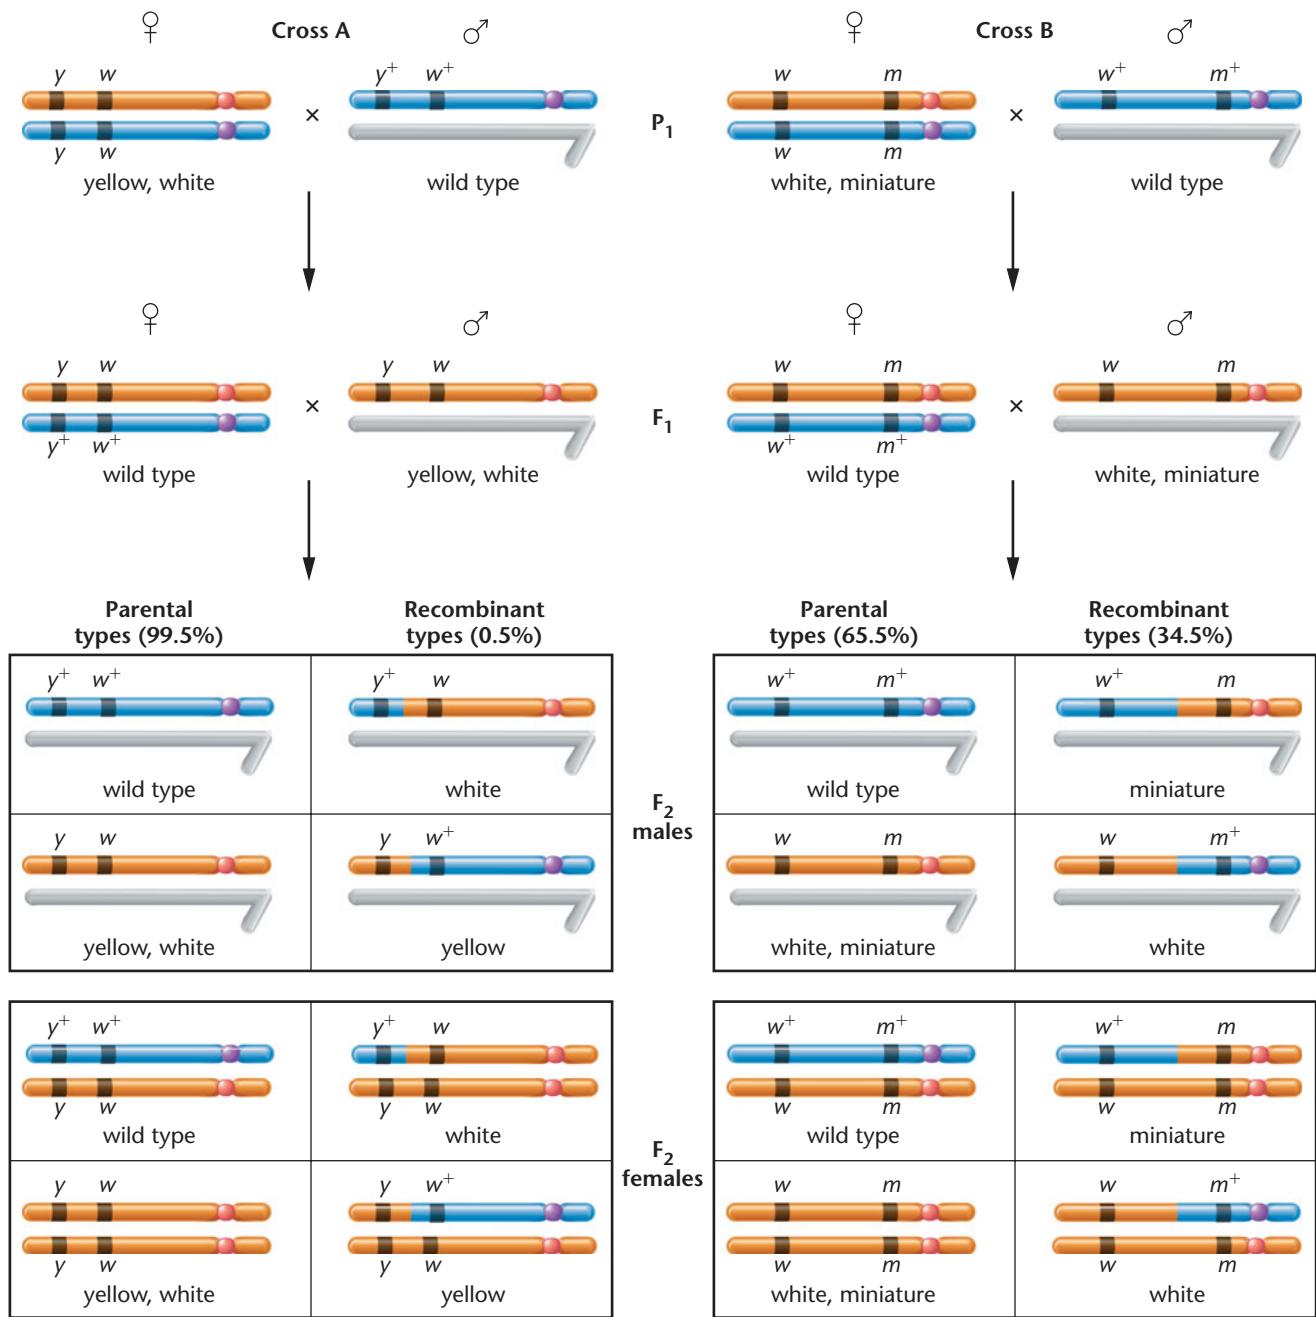 ♀ Cross A ♂
y w y⁺ w⁺
×
y w
yellow, white wild type
P₁
♀ Cross B ♂
w m w⁺ m⁺
×
w m
white, miniature wild type
♀ ♂
y w y w
×
y⁺ w⁺
wild type yellow, white
F₁
♀ ♂
w m w m
×
w⁺ m⁺
wild type white, miniature
Parental Recombinant
types (99.5%) types (0.5%)
y⁺ w⁺ y⁺ w
wild type white
y w y w⁺
yellow, white yellow
Parental Recombinant
types (65.5%) types (34.5%)
w⁺ m⁺ w⁺ m
wild type miniature
w m w m⁺
white, miniature white
F₂
males
y⁺ w⁺ y⁺ w
y w y w
wild type white
y w y w⁺
y w y w
yellow, white yellow
F₂
females
w⁺ m⁺ w⁺ m
w m w m
wild type miniature
w m w m⁺
w m w m
white, miniature white